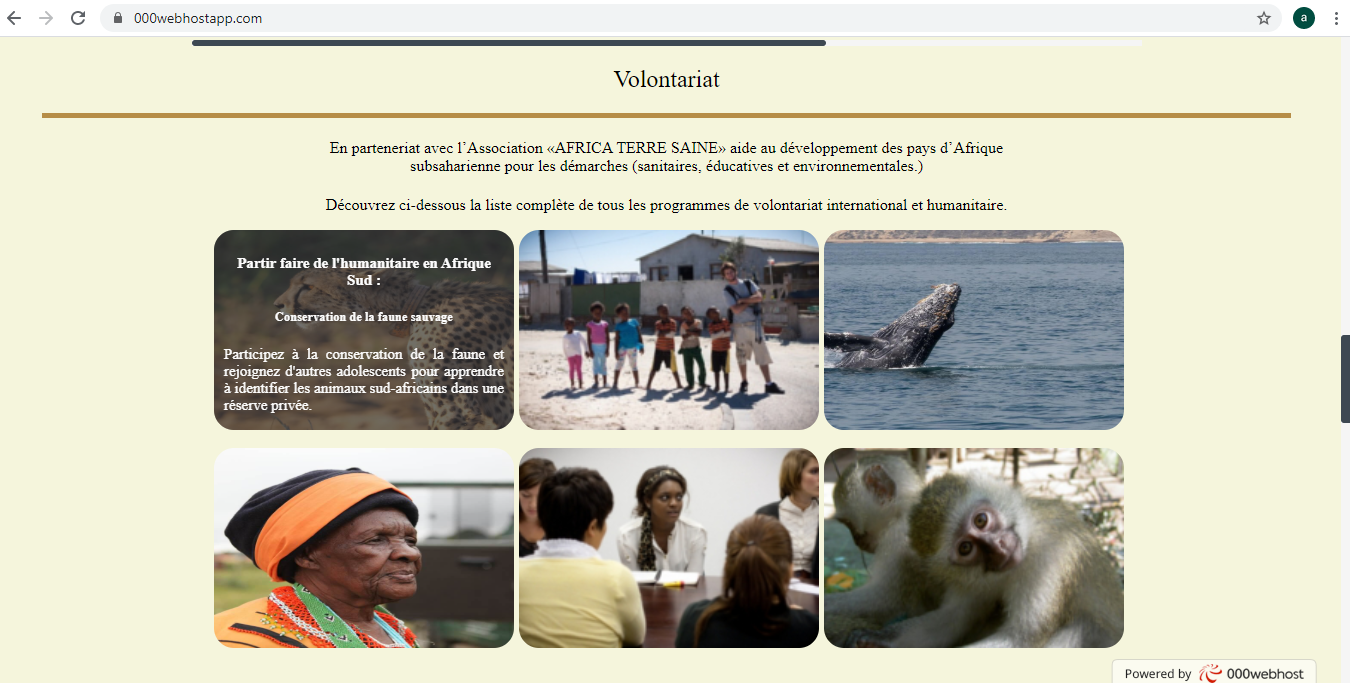 000webhostapp.com
a
Volontariat
En parteneriat avec l’Association «AFRICA TERRE SAINE» aide au développement des pays d’Afrique
subsaharienne pour les démarches (sanitaires, éducatives et environnementales.)
Découvrez ci-dessous la liste complète de tous les programmes de volontariat international et humanitaire.
Partir faire de l'humanitaire en Afrique
Sud :
Conservation de la faune sauvage
Participez à la conservation de la faune et
rejoignez d'autres adolescents pour apprendre
à identifier les animaux sud-africains dans une
réserve privée.
Powered by 000webhost